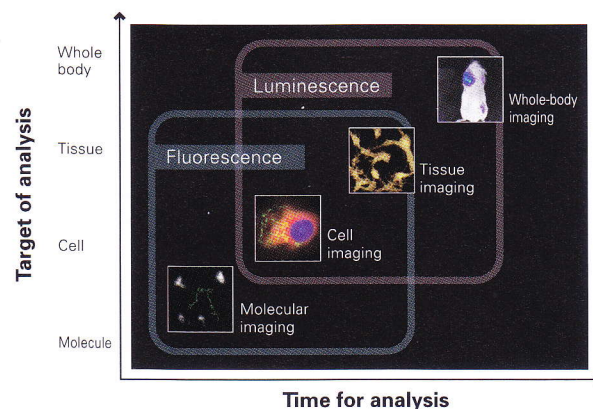 Whole
body
Luminescence
Whole-body
imaging
Tissue
Fluorescence
Tissue
imaging
Target of analysis
Cell
Cell
imaging
Molecular
imaging
Molecule
Time for analysis